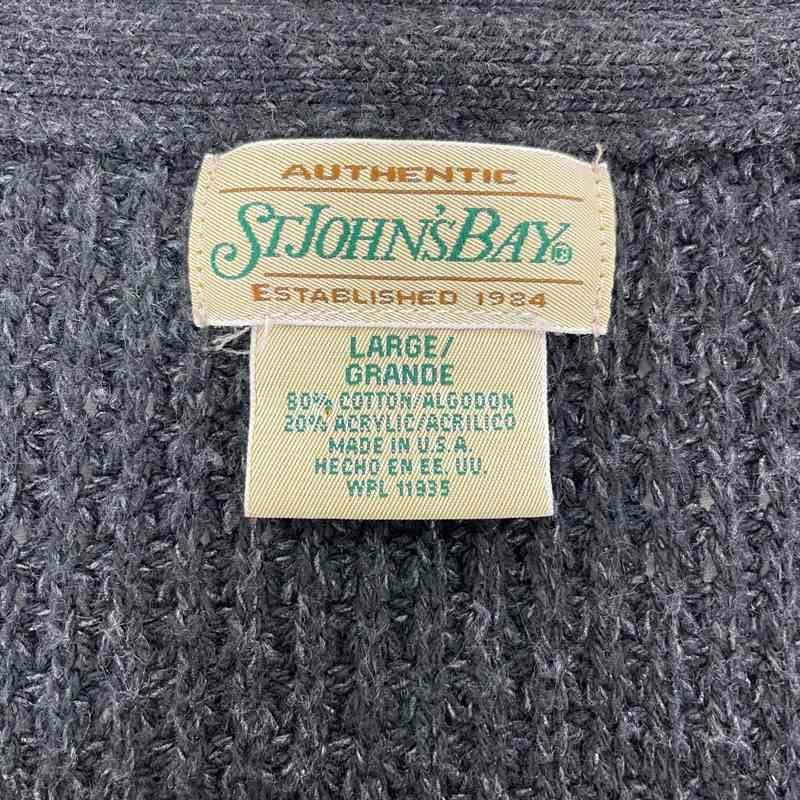 AUTHENTIC
ST JOHN'S BAY®
ESTABLISHED 1984
LARGE/
GRANDE
80% COTTON/ALGODON
20% ACRYLIC/ACRILICO
MADE IN U.S.A.
HECHO EN EE. UU.
WPL 11935